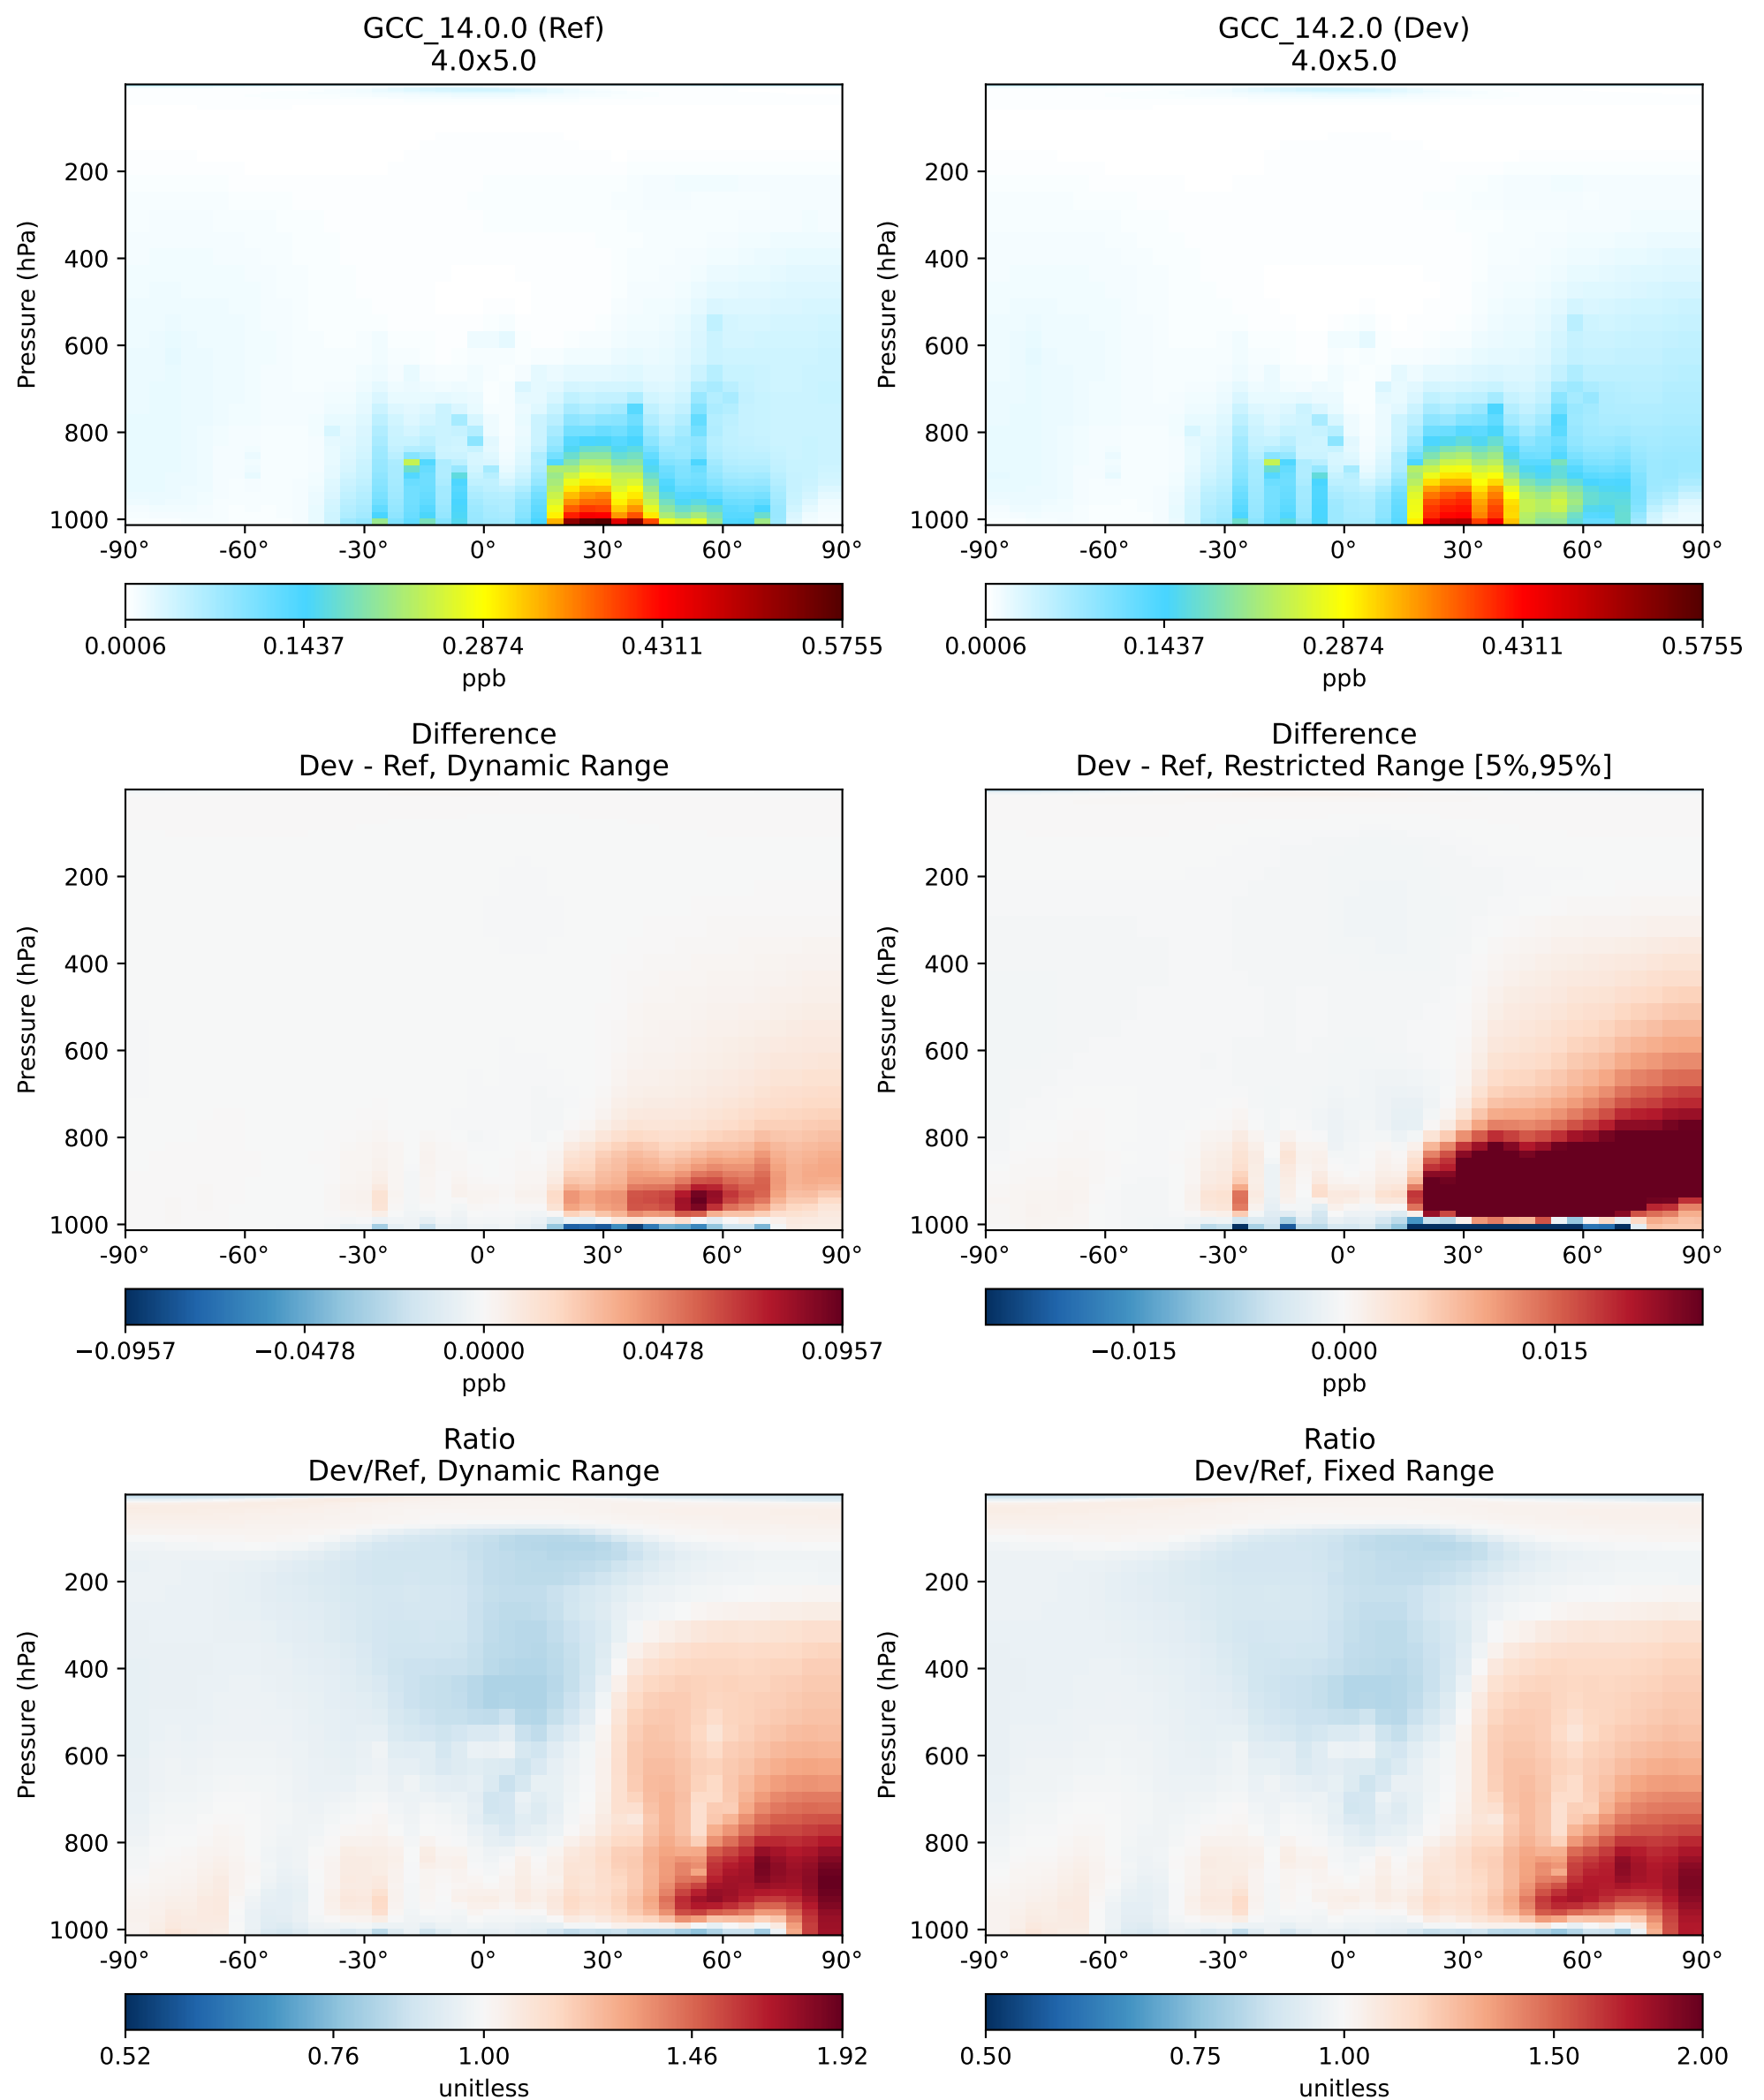 GCC_14.0.0 (Ref)
4.0x5.0
Pressure (hPa)
200
400
600
800
1000
-90° -60° -30° 0° 30° 60° 90°
0.0006 0.1437 0.2874 0.4311 0.5755
ppb
GCC_14.2.0 (Dev)
4.0x5.0
Pressure (hPa)
200
400
600
800
1000
-90° -60° -30° 0° 30° 60° 90°
0.0006 0.1437 0.2874 0.4311 0.5755
ppb
Difference
Dev - Ref, Dynamic Range
Pressure (hPa)
200
400
600
800
1000
-90° -60° -30° 0° 30° 60° 90°
−0.0957 −0.0478 0.0000 0.0478 0.0957
ppb
Difference
Dev - Ref, Restricted Range [5%,95%]
Pressure (hPa)
200
400
600
800
1000
-90° -60° -30° 0° 30° 60° 90°
−0.015 0.000 0.015
ppb
Ratio
Dev/Ref, Dynamic Range
Pressure (hPa)
200
400
600
800
1000
-90° -60° -30° 0° 30° 60° 90°
0.52 0.76 1.00 1.46 1.92
unitless
Ratio
Dev/Ref, Fixed Range
Pressure (hPa)
200
400
600
800
1000
-90° -60° -30° 0° 30° 60° 90°
0.50 0.75 1.00 1.50 2.00
unitless